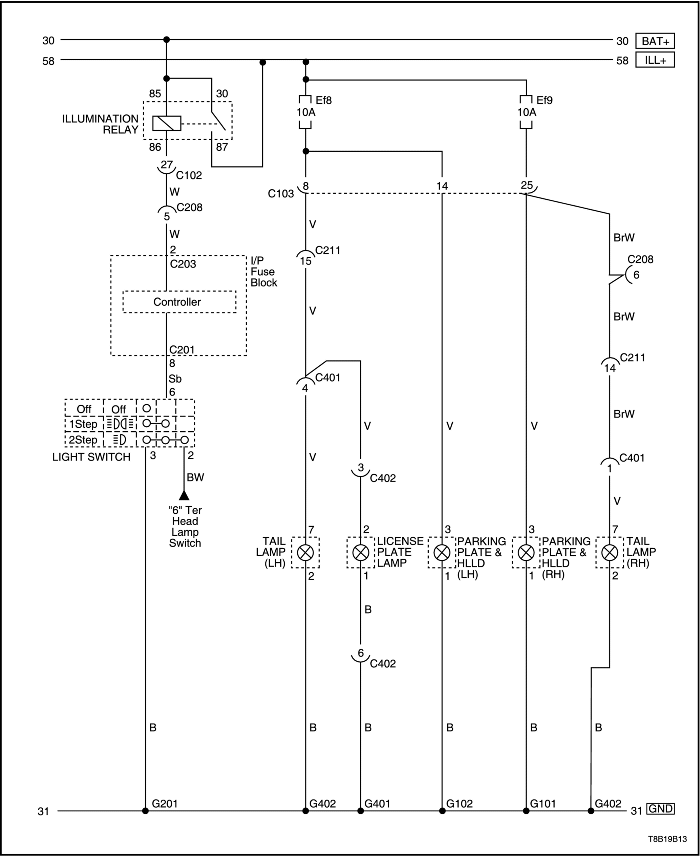 30 30 BAT+
58 58 ILL+
85 30
Ef8
10A
Ef9
10A
ILLUMINATION
RELAY
86 87
27
C102
W
C103
8 14 25
C208
5
W
V
BrW
2
C203
I/P
Fuse
Block
C211
15
C208
6
Controller
V
BrW
C201
8
Sb
6
C401
4
C211
14
Off Off
1Step
2Step
LIGHT SWITCH
3 2
BW
"6" Ter
Head
Lamp
Switch
BrW
V V V V
C401
1
3
C402
V
7 2 3 3 7
TAIL
LAMP
(LH)
LICENSE
PLATE
LAMP
PARKING
PLATE &
HLLD
(LH)
PARKING
PLATE &
HLLD
(RH)
TAIL
LAMP
(RH)
2 1 1 1 2
B
6
C402
B B B B B B
G201 G402 G401 G102 G101 G402
31 31 GND
T8B19B13